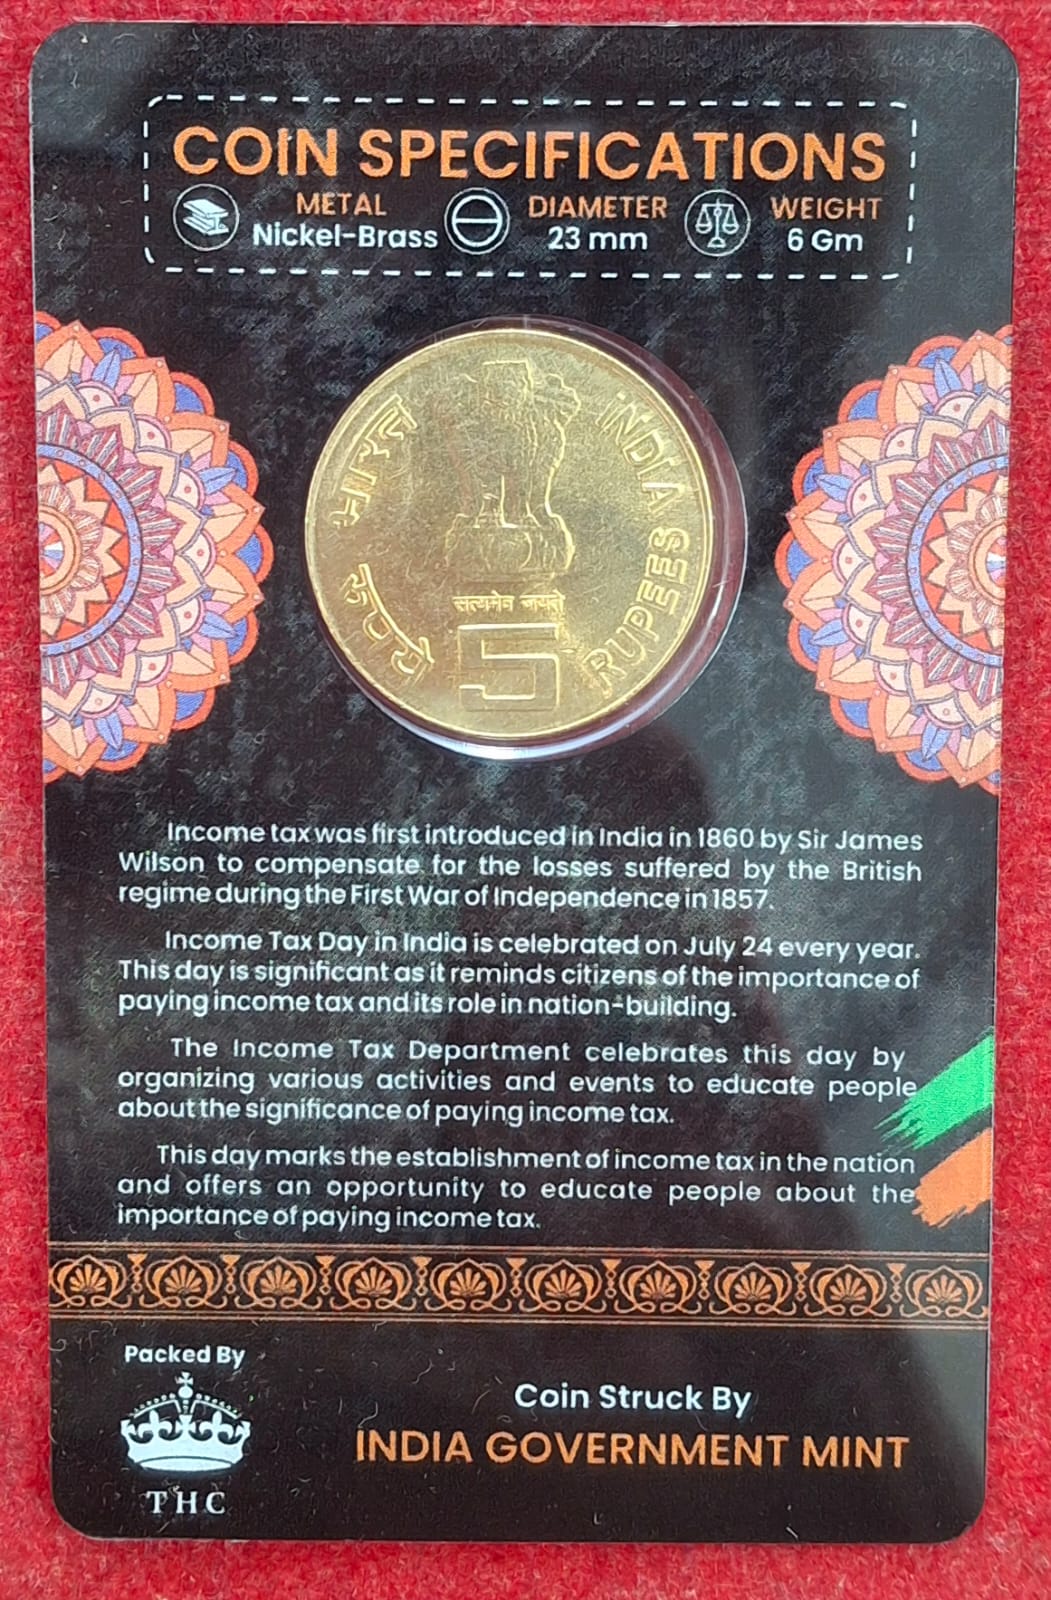 COIN SPECIFICATIONS
METAL
Nickel-Brass
DIAMETER
23 mm
WEIGHT
6 Gm
भारत
INDIA
रुपये
RUPEES
सत्यमेव जयते
5
Income tax was first introduced in India in 1860 by Sir James
Wilson to compensate for the losses suffered by the British
regime during the First War of Independence in 1857.
Income Tax Day in India is celebrated on July 24 every year.
This day is significant as it reminds citizens of the importance of
paying income tax and its role in nation-building.
The Income Tax Department celebrates this day by
organizing various activities and events to educate people
about the significance of paying income tax.
This day marks the establishment of income tax in the nation
and offers an opportunity to educate people about the
importance of paying income tax.
Packed By
THC
Coin Struck By
INDIA GOVERNMENT MINT